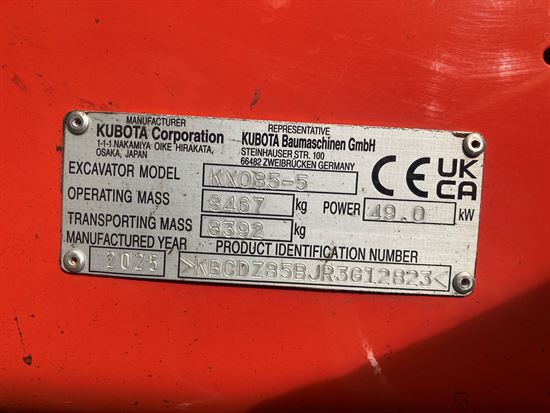 MANUFACTURER
KUBOTA Corporation
1-1-1 NAKAMIYA OIKE HIRAKATA,
OSAKA, JAPAN
REPRESENTATIVE
KUBOTA Baumaschinen GmbH
STEINHAUSER STR. 100
66482 ZWEIBRÜCKEN GERMANY
EXCAVATOR MODEL KX085-5
CE UK CA
OPERATING MASS 8467 kg POWER 49.0 kW
TRANSPORTING MASS 8392 kg
MANUFACTURED YEAR PRODUCT IDENTIFICATION NUMBER
2025 >KBCDZ85BJR3G12823<